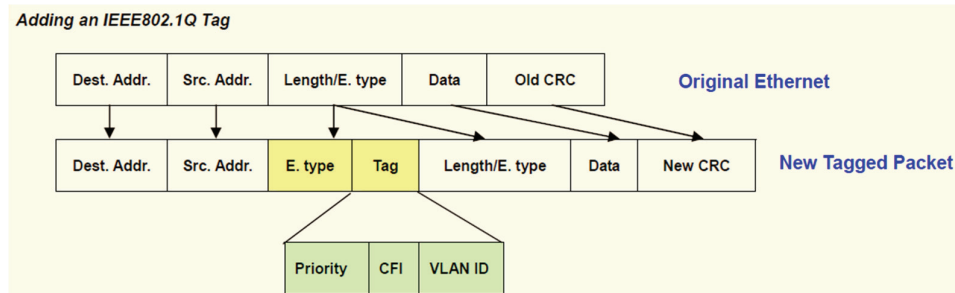 Adding an IEEE802.1Q Tag
Dest. Addr. Src. Addr. Length/E. type Data Old CRC Original Ethernet
Dest. Addr. Src. Addr. E. type Tag Length/E. type Data New CRC New Tagged Packet
Priority CFI VLAN ID